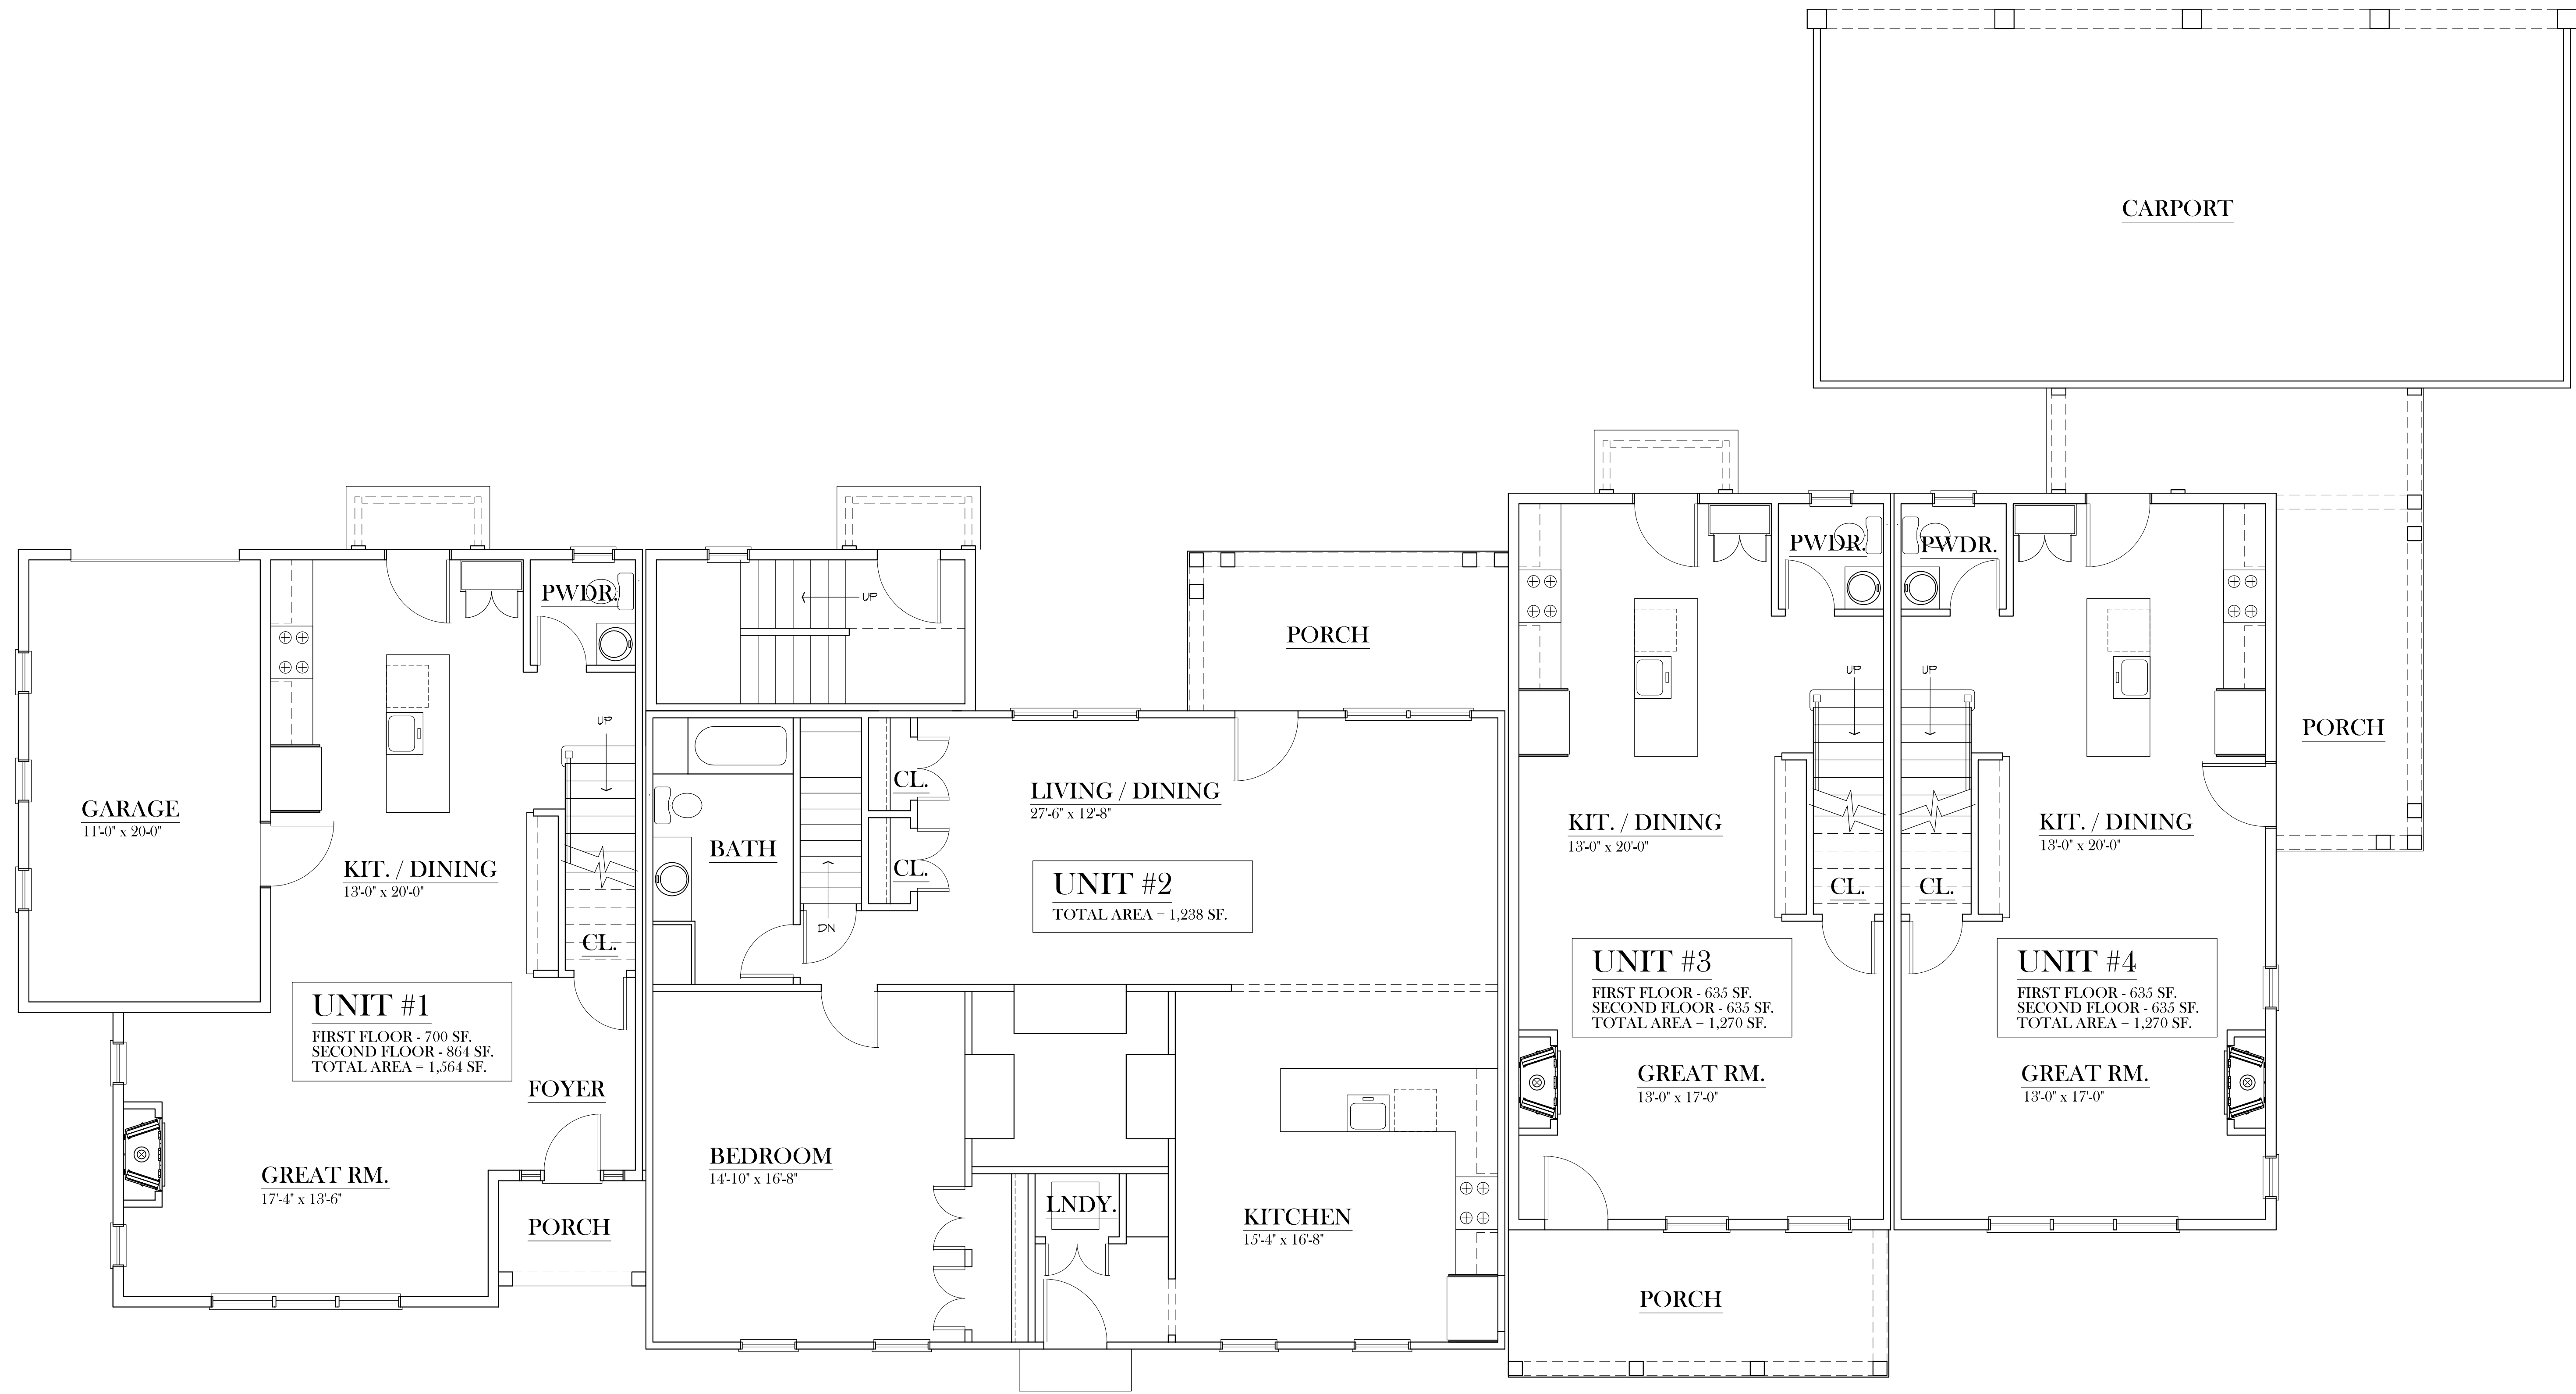 CARPORT
GARAGE
11'-0" x 20-0"
PWDR.
UP
KIT. / DINING
13'-0" x 20'-0"
CL.
UNIT #1
FIRST FLOOR - 700 SF.
SECOND FLOOR - 864 SF.
TOTAL AREA = 1,564 SF.
FOYER
GREAT RM.
17'-4" x 13'-6"
PORCH
UP
BATH
DN
CL.
CL.
LIVING / DINING
27'-6" x 12'-8"
PORCH
UNIT #2
TOTAL AREA = 1,238 SF.
BEDROOM
14'-10" x 16'-8"
LNDY.
KITCHEN
15'-4" x 16'-8"
PWDR.
UP
KIT. / DINING
13'-0" x 20'-0"
CL.
UNIT #3
FIRST FLOOR - 635 SF.
SECOND FLOOR - 635 SF.
TOTAL AREA = 1,270 SF.
GREAT RM.
13'-0" x 17'-0"
PORCH
PWDR.
UP
KIT. / DINING
13'-0" x 20'-0"
CL.
UNIT #4
FIRST FLOOR - 635 SF.
SECOND FLOOR - 635 SF.
TOTAL AREA = 1,270 SF.
GREAT RM.
13'-0" x 17'-0"
PORCH